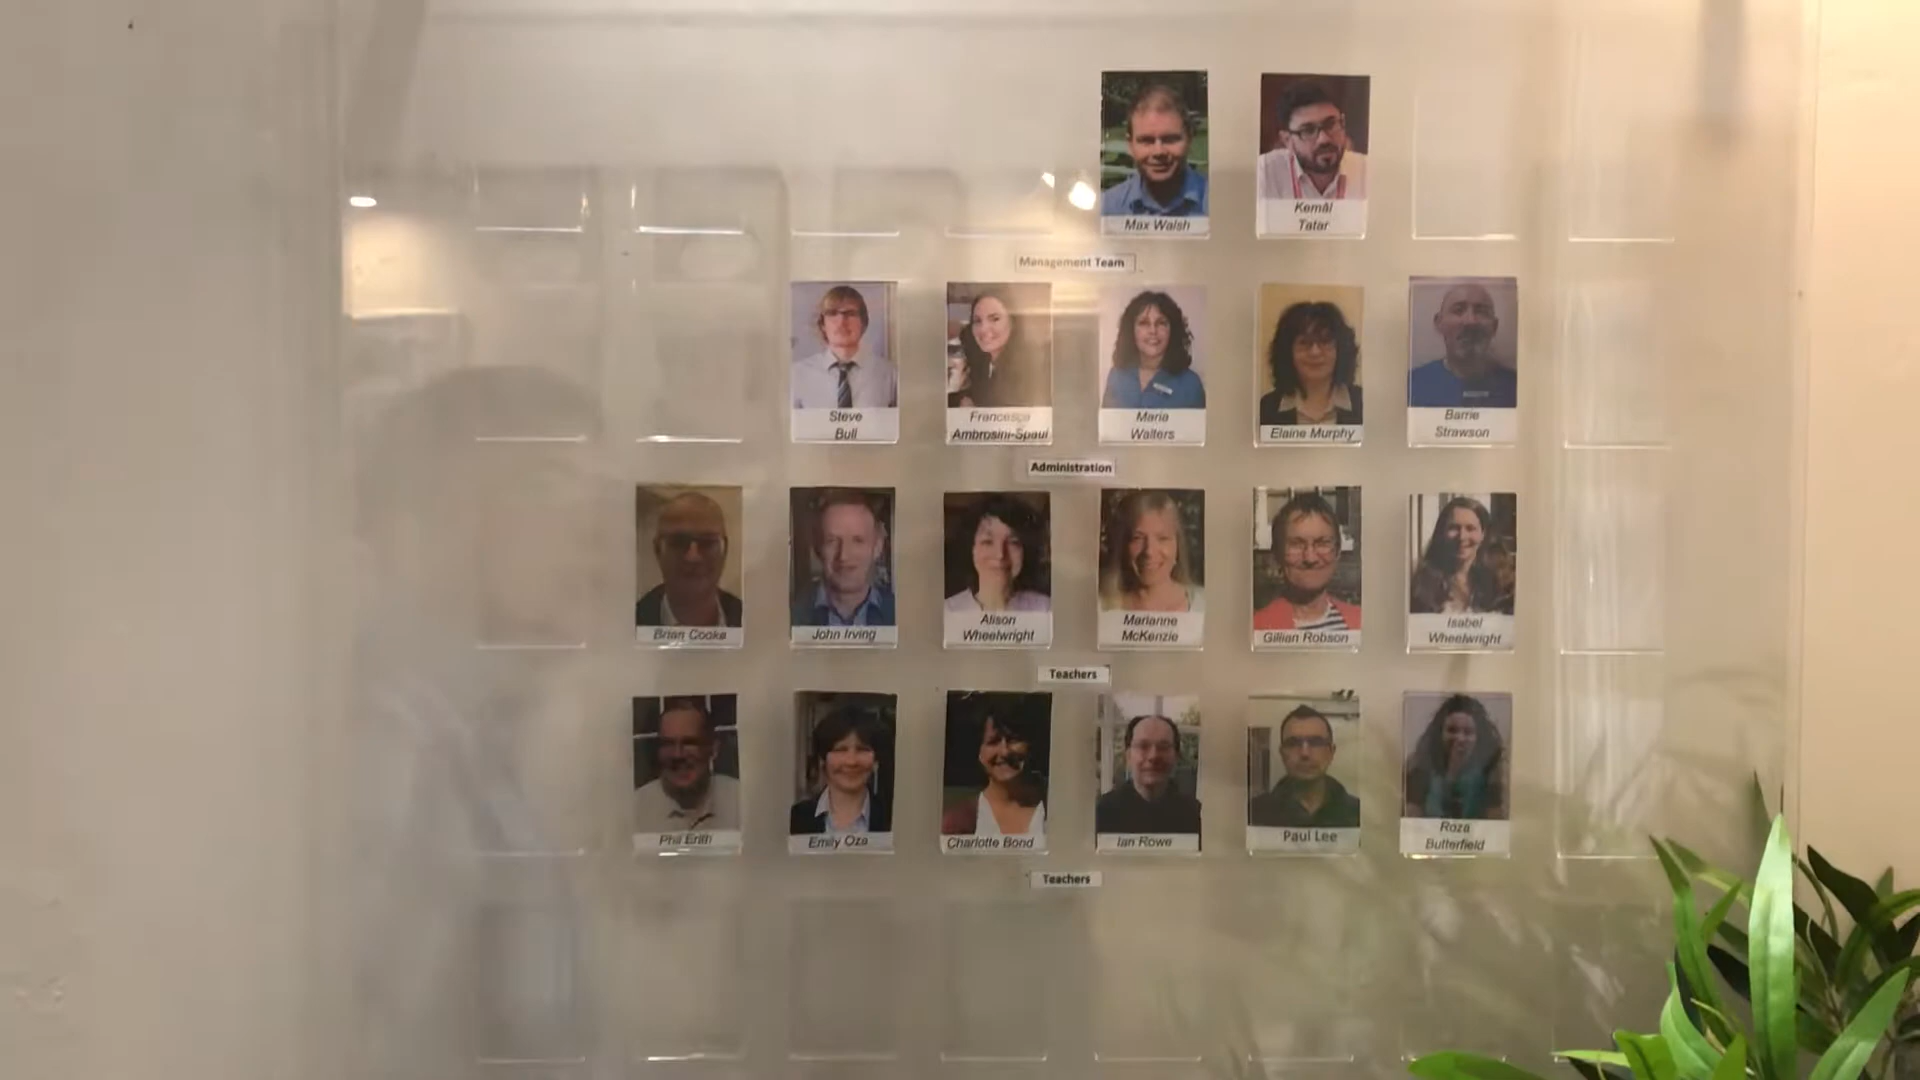 Max Walsh
Kemâl
Tatar
Management Team
Steve
Bull
Francesca
Ambrosini-Spaul
Maria
Walters
Elaine Murphy
Barrie
Strawson
Administration
Brian Cooke
John Irving
Alison
Wheelwright
Marianne
McKenzie
Gillian Robson
Isabel
Wheelwright
Teachers
Phil Erith
Emily Oza
Charlotte Bond
Ian Rowe
Paul Lee
Roza
Butterfield
Teachers